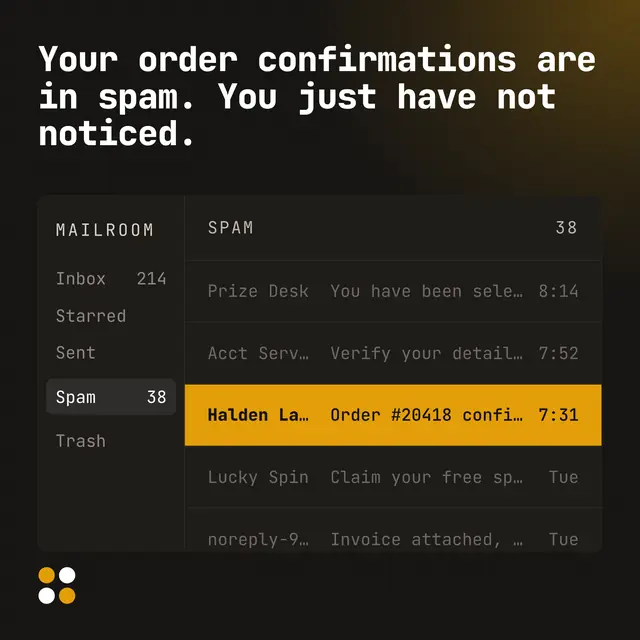 Your order confirmations are
in spam. You just have not
noticed.
MAILROOM
Inbox 214
Starred
Sent
Spam 38
Trash
SPAM 38
Prize Desk You have been sele… 8:14
Acct Serv… Verify your detail… 7:52
Halden La… Order #20418 confi… 7:31
Lucky Spin Claim your free sp… Tue
noreply-9… Invoice attached, … Tue